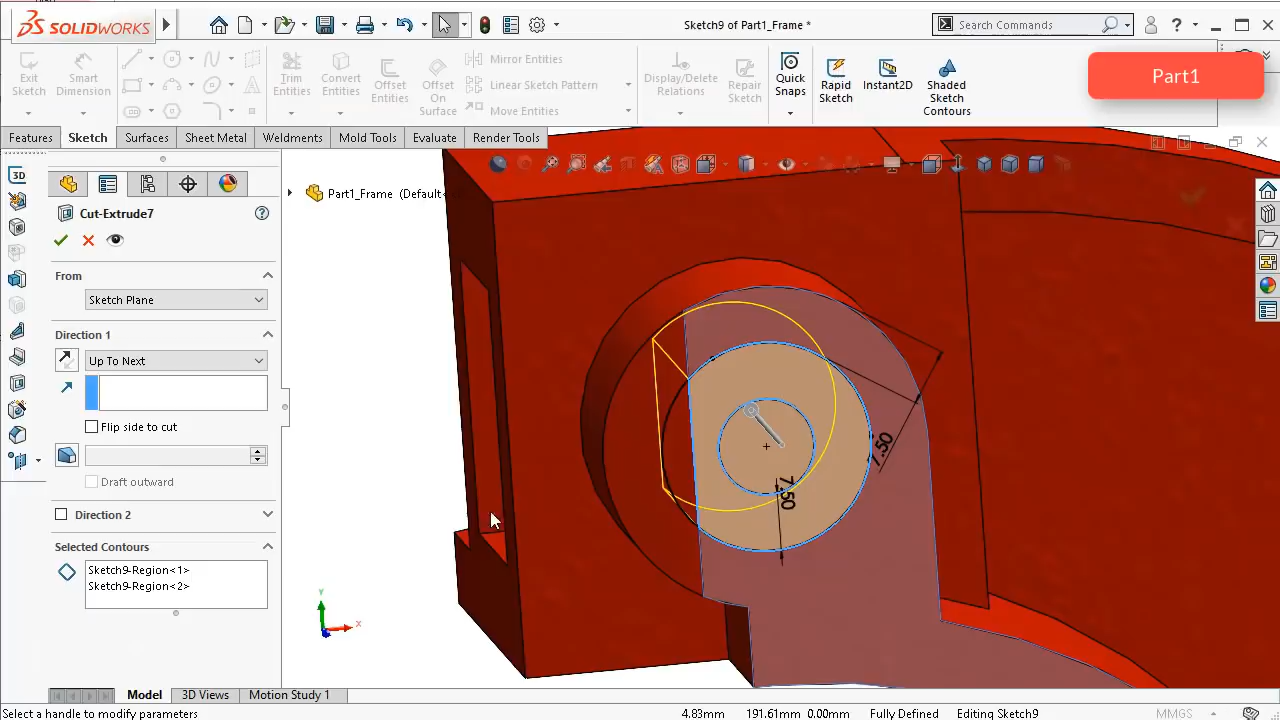 SOLIDWORKS
Sketch9 of Part1_Frame *
Search Commands
?
Exit Sketch
Smart Dimension
Trim Entities
Convert Entities
Offset Entities
Offset On Surface
Mirror Entities
Linear Sketch Pattern
Move Entities
Display/Delete Relations
Repair Sketch
Quick Snaps
Rapid Sketch
Instant2D
Shaded Sketch Contours
Part1
Features
Sketch
Surfaces
Sheet Metal
Weldments
Mold Tools
Evaluate
Render Tools
3D
Part1_Frame (Default<
Cut-Extrude7
From
Sketch Plane
Direction 1
Up To Next
Flip side to cut
Draft outward
Direction 2
Selected Contours
Sketch9-Region<1>
Sketch9-Region<2>
7.50
7.50
Y
X
Model
3D Views
Motion Study 1
Select a handle to modify parameters
4.83mm
191.61mm
0.00mm
Fully Defined
Editing Sketch9
MMGS